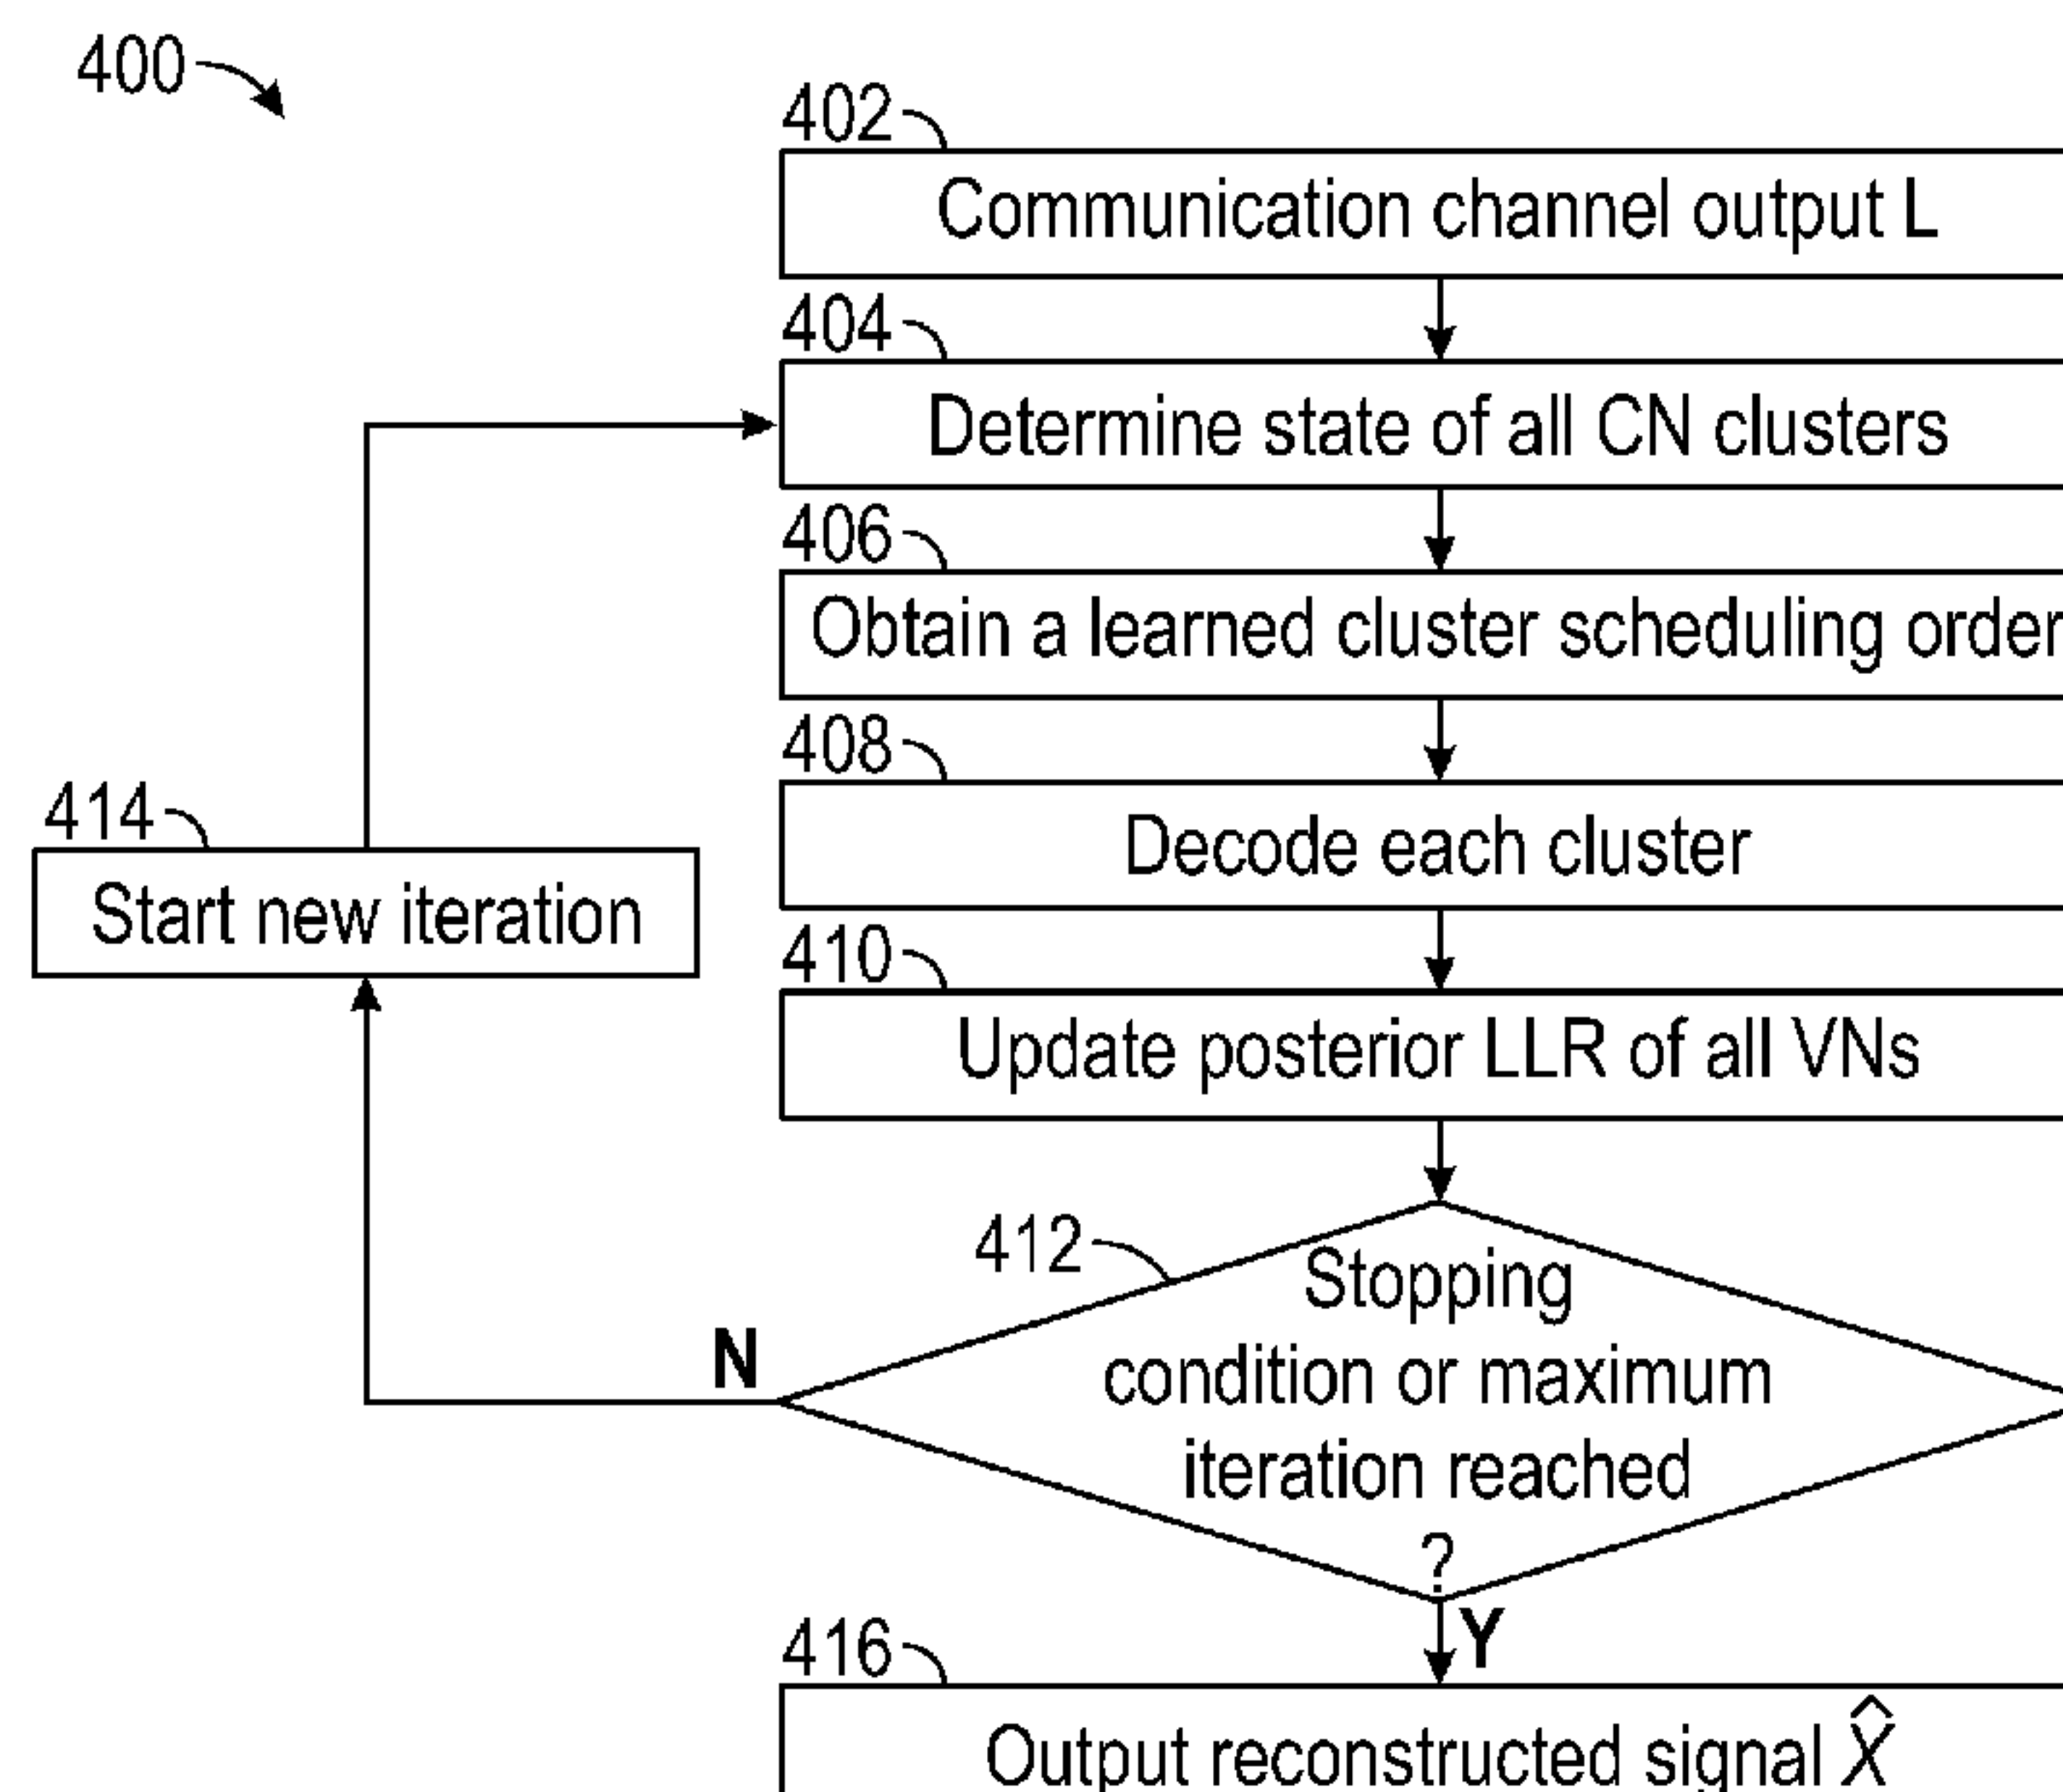 400
402
Communication channel output L
404
Determine state of all CN clusters
406
Obtain a learned cluster scheduling order
408
Decode each cluster
414
Start new iteration
410
Update posterior LLR of all VNs
412
Stopping
condition or maximum
iteration reached
?
N
Y
416
Output reconstructed signal X̂